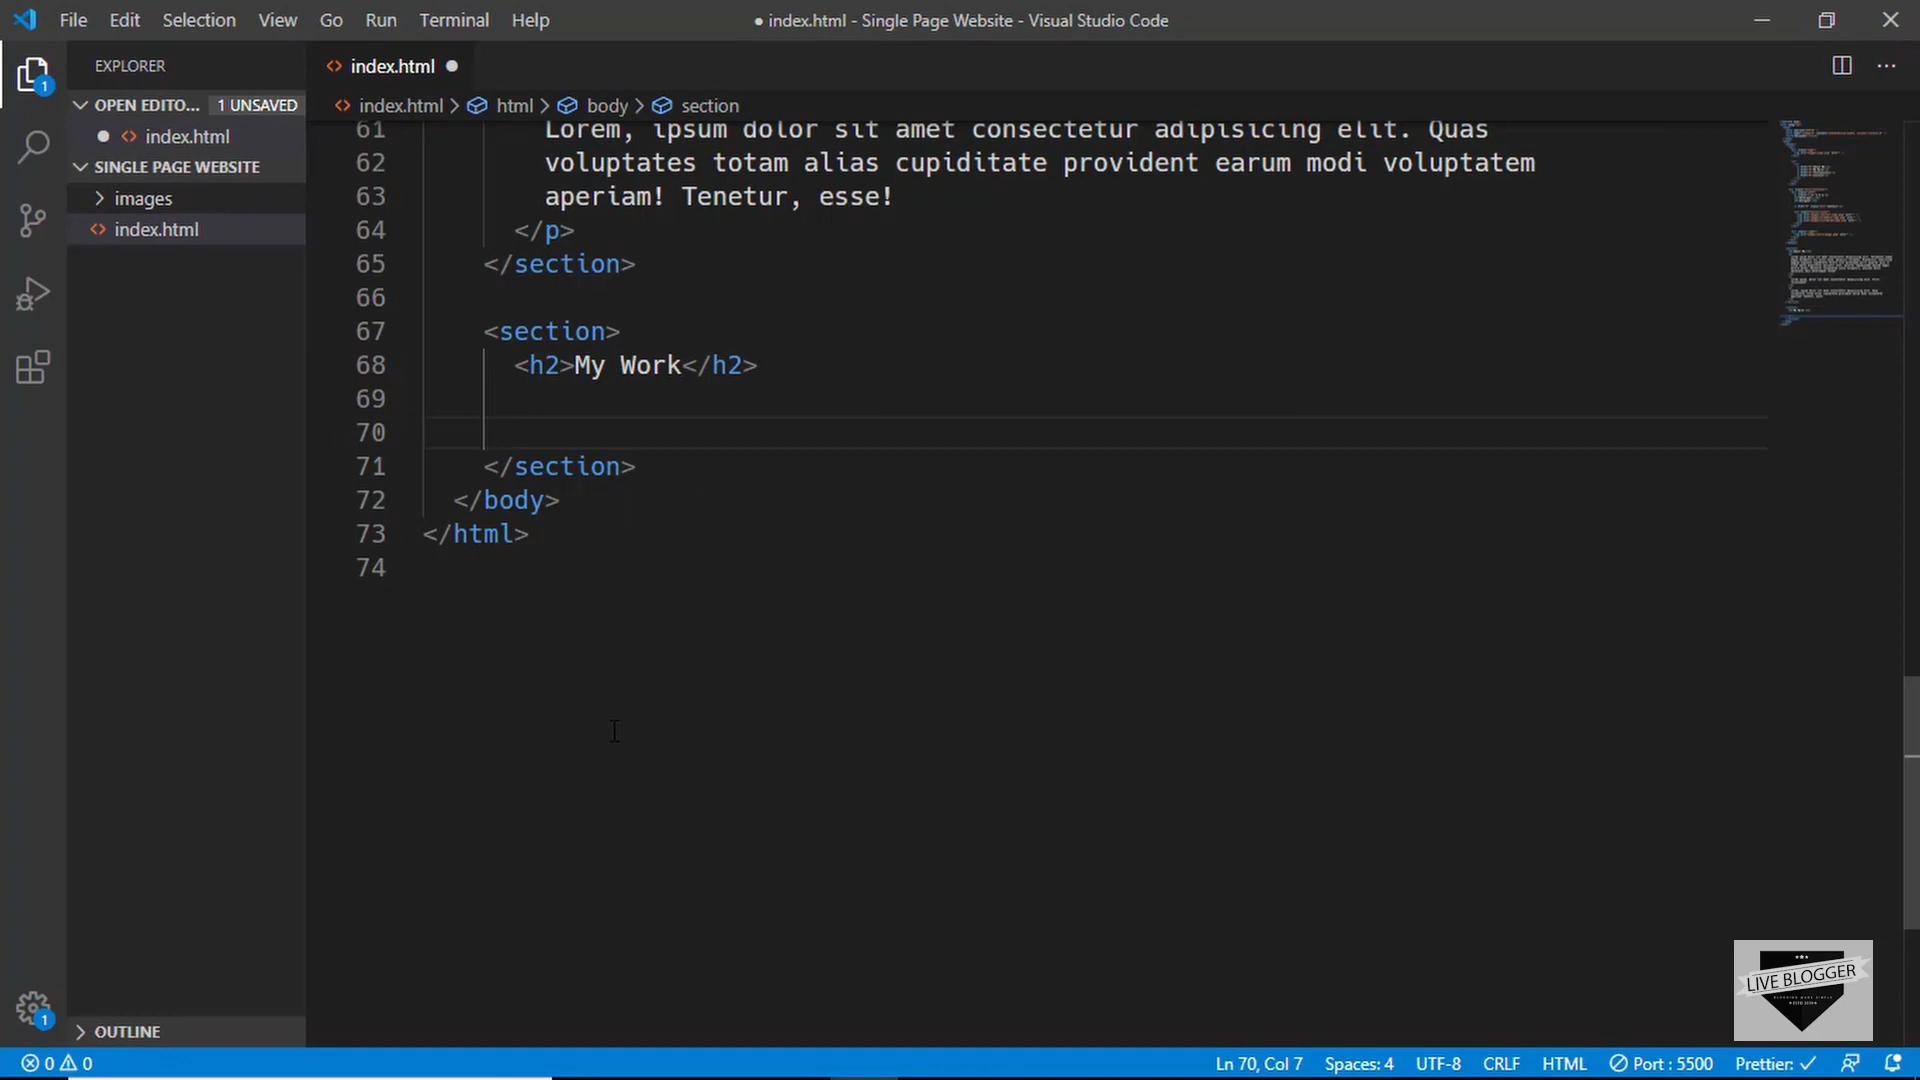 File Edit Selection View Go Run Terminal Help ● index.html - Single Page Website - Visual Studio Code
EXPLORER
OPEN EDITO... 1 UNSAVED
index.html
SINGLE PAGE WEBSITE
images
index.html
OUTLINE
index.html
index.html > html > body > section
61 Lorem, ipsum dolor sit amet consectetur adipisicing elit. Quas
62 voluptates totam alias cupiditate provident earum modi voluptatem
63 aperiam! Tenetur, esse!
64 </p>
65 </section>
66
67 <section>
68 <h2>My Work</h2>
69
70
71 </section>
72 </body>
73 </html>
74
1
1
LIVE BLOGGER
0 0 Ln 70, Col 7 Spaces: 4 UTF-8 CRLF HTML Port : 5500 Prettier: ✓